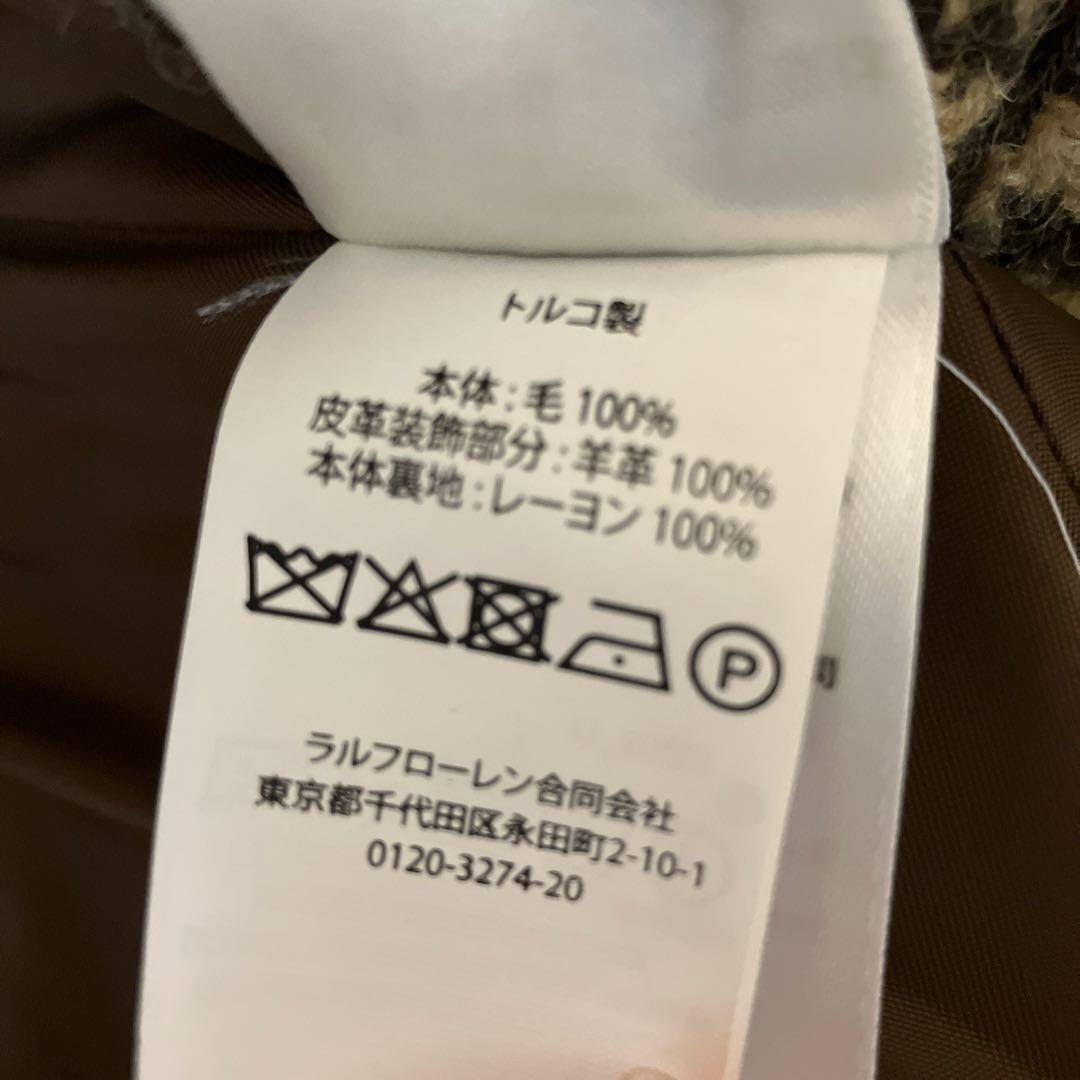 トルコ製
本体:毛 100%
皮革装飾部分:羊革 100%
本体裏地:レーヨン 100%
P
ラルフローレン合同会社
東京都千代田区永田町2-10-1
0120-3274-20